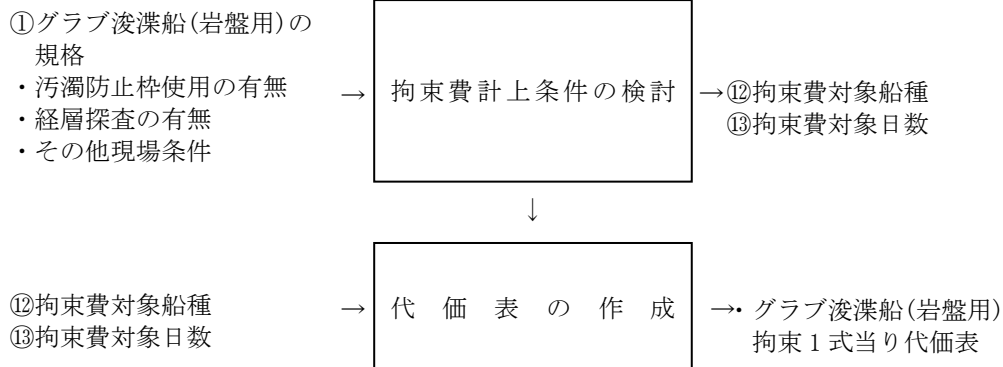 ①グラブ浚渫船(岩盤用)の
規格
・汚濁防止枠使用の有無
・経層探査の有無
・その他現場条件
→
拘束費計上条件の検討
→⑫拘束費対象船種
⑬拘束費対象日数
↓
⑫拘束費対象船種
⑬拘束費対象日数
→
代価表の作成
→・グラブ浚渫船(岩盤用)
拘束1式当り代価表